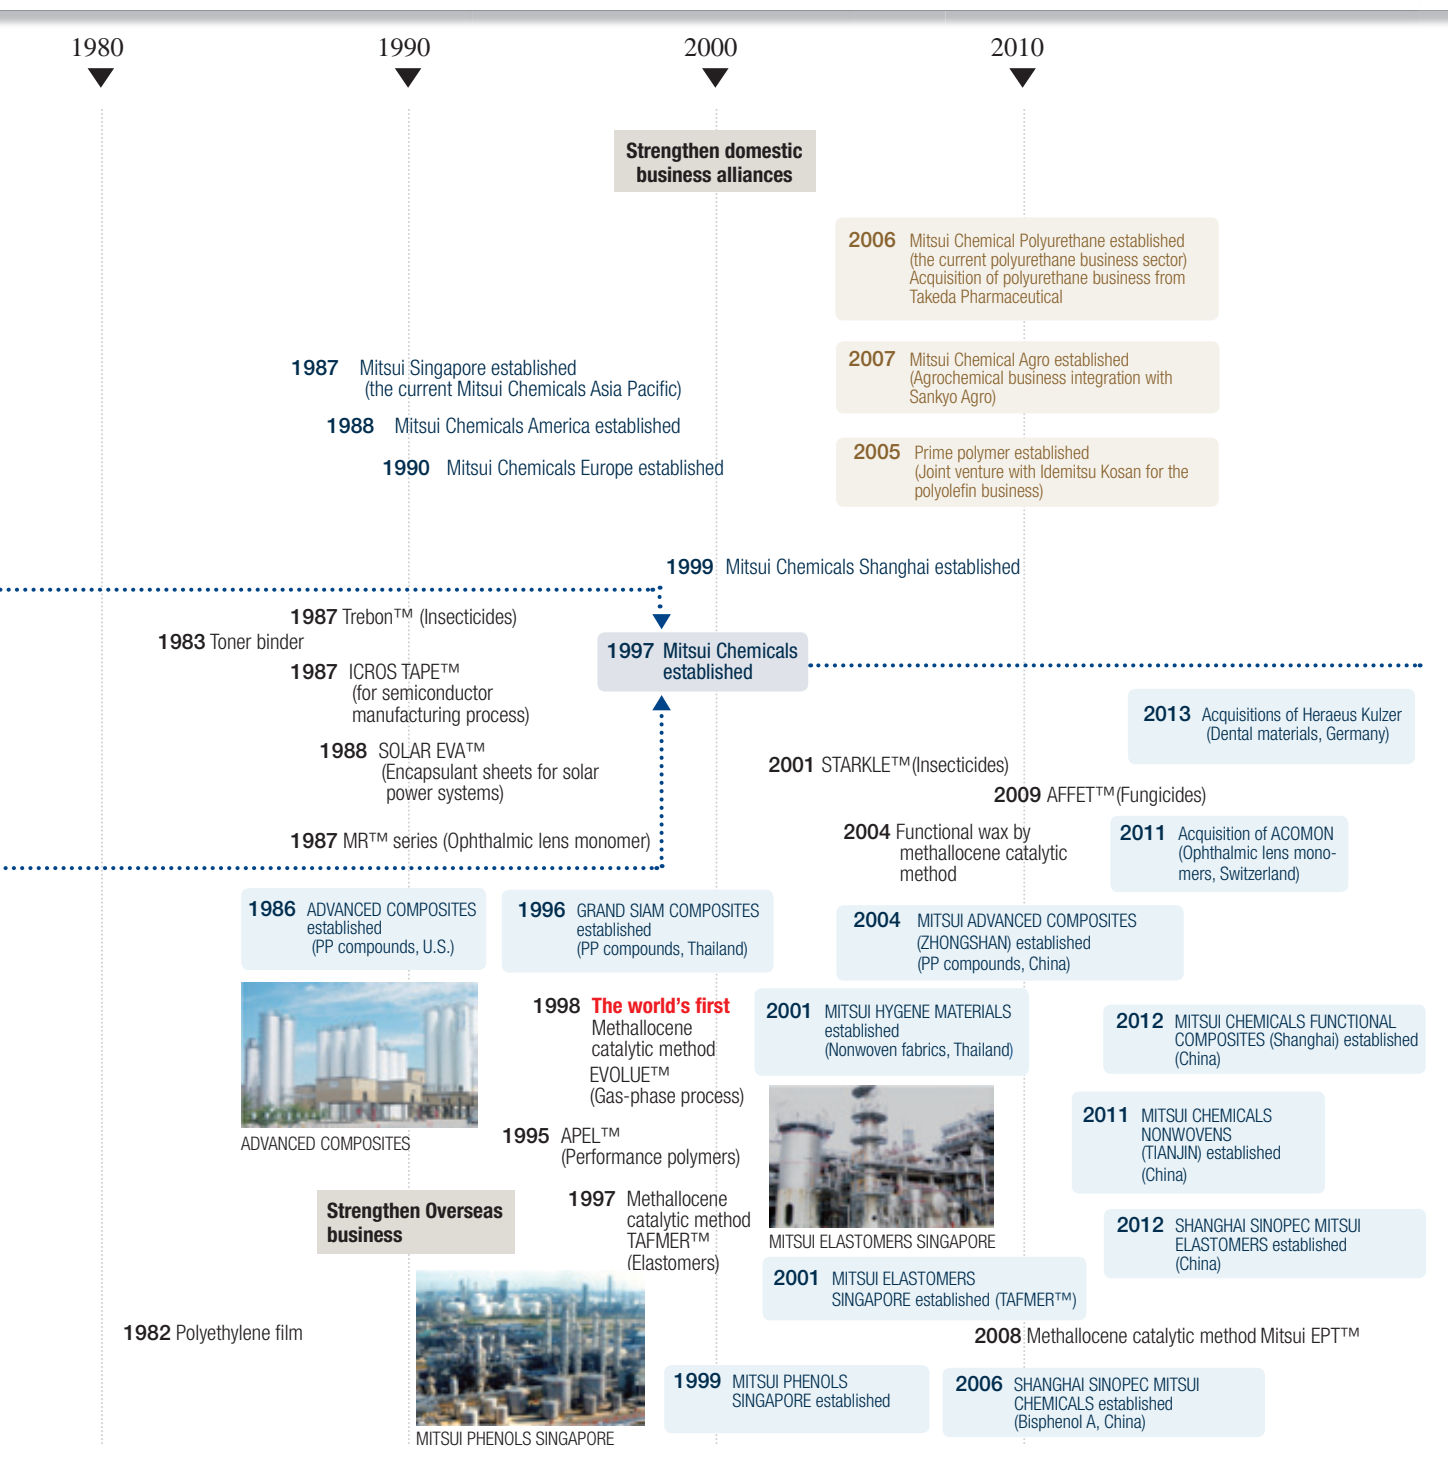 1980
1990
2000
2010
Strengthen domestic
business alliances
2006 Mitsui Chemical Polyurethane established
(the current polyurethane business sector)
Acquisition of polyurethane business from
Takeda Pharmaceutical
1987 Mitsui Singapore established
(the current Mitsui Chemicals Asia Pacific)
2007 Mitsui Chemical Agro established
(Agrochemical business integration with
Sankyo Agro)
1988 Mitsui Chemicals America established
1990 Mitsui Chemicals Europe established
2005 Prime polymer established
(Joint venture with Idemitsu Kosan for the
polyolefin business)
1999 Mitsui Chemicals Shanghai established
1987 Trebon™ (Insecticides)
1983 Toner binder
1997 Mitsui Chemicals
established
1987 ICROS TAPE™
(for semiconductor
manufacturing process)
2013 Acquisitions of Heraeus Kulzer
(Dental materials, Germany)
1988 SOLAR EVA™
(Encapsulant sheets for solar
power systems)
2001 STARKLE™(Insecticides)
2009 AFFET™(Fungicides)
1987 MR™ series (Ophthalmic lens monomer)
2004 Functional wax by
methallocene catalytic
method
2011 Acquisition of ACOMON
(Ophthalmic lens mono-
mers, Switzerland)
1986 ADVANCED COMPOSITES
established
(PP compounds, U.S.)
1996 GRAND SIAM COMPOSITES
established
(PP compounds, Thailand)
2004 MITSUI ADVANCED COMPOSITES
(ZHONGSHAN) established
(PP compounds, China)
1998 The world's first
Methallocene
catalytic method
EVOLUE™
(Gas-phase process)
2001 MITSUI HYGENE MATERIALS
established
(Nonwoven fabrics, Thailand)
2012 MITSUI CHEMICALS FUNCTIONAL
COMPOSITES (Shanghai) established
(China)
ADVANCED COMPOSITES
1995 APEL™
(Performance polymers)
2011 MITSUI CHEMICALS
NONWOVENS
(TIANJIN) established
(China)
Strengthen Overseas
business
1997 Methallocene
catalytic method
TAFMER™
(Elastomers)
MITSUI ELASTOMERS SINGAPORE
2012 SHANGHAI SINOPEC MITSUI
ELASTOMERS established
(China)
2001 MITSUI ELASTOMERS
SINGAPORE established (TAFMER™)
1982 Polyethylene film
2008 Methallocene catalytic method Mitsui EPT™
1999 MITSUI PHENOLS
SINGAPORE established
2006 SHANGHAI SINOPEC MITSUI
CHEMICALS established
(Bisphenol A, China)
MITSUI PHENOLS SINGAPORE